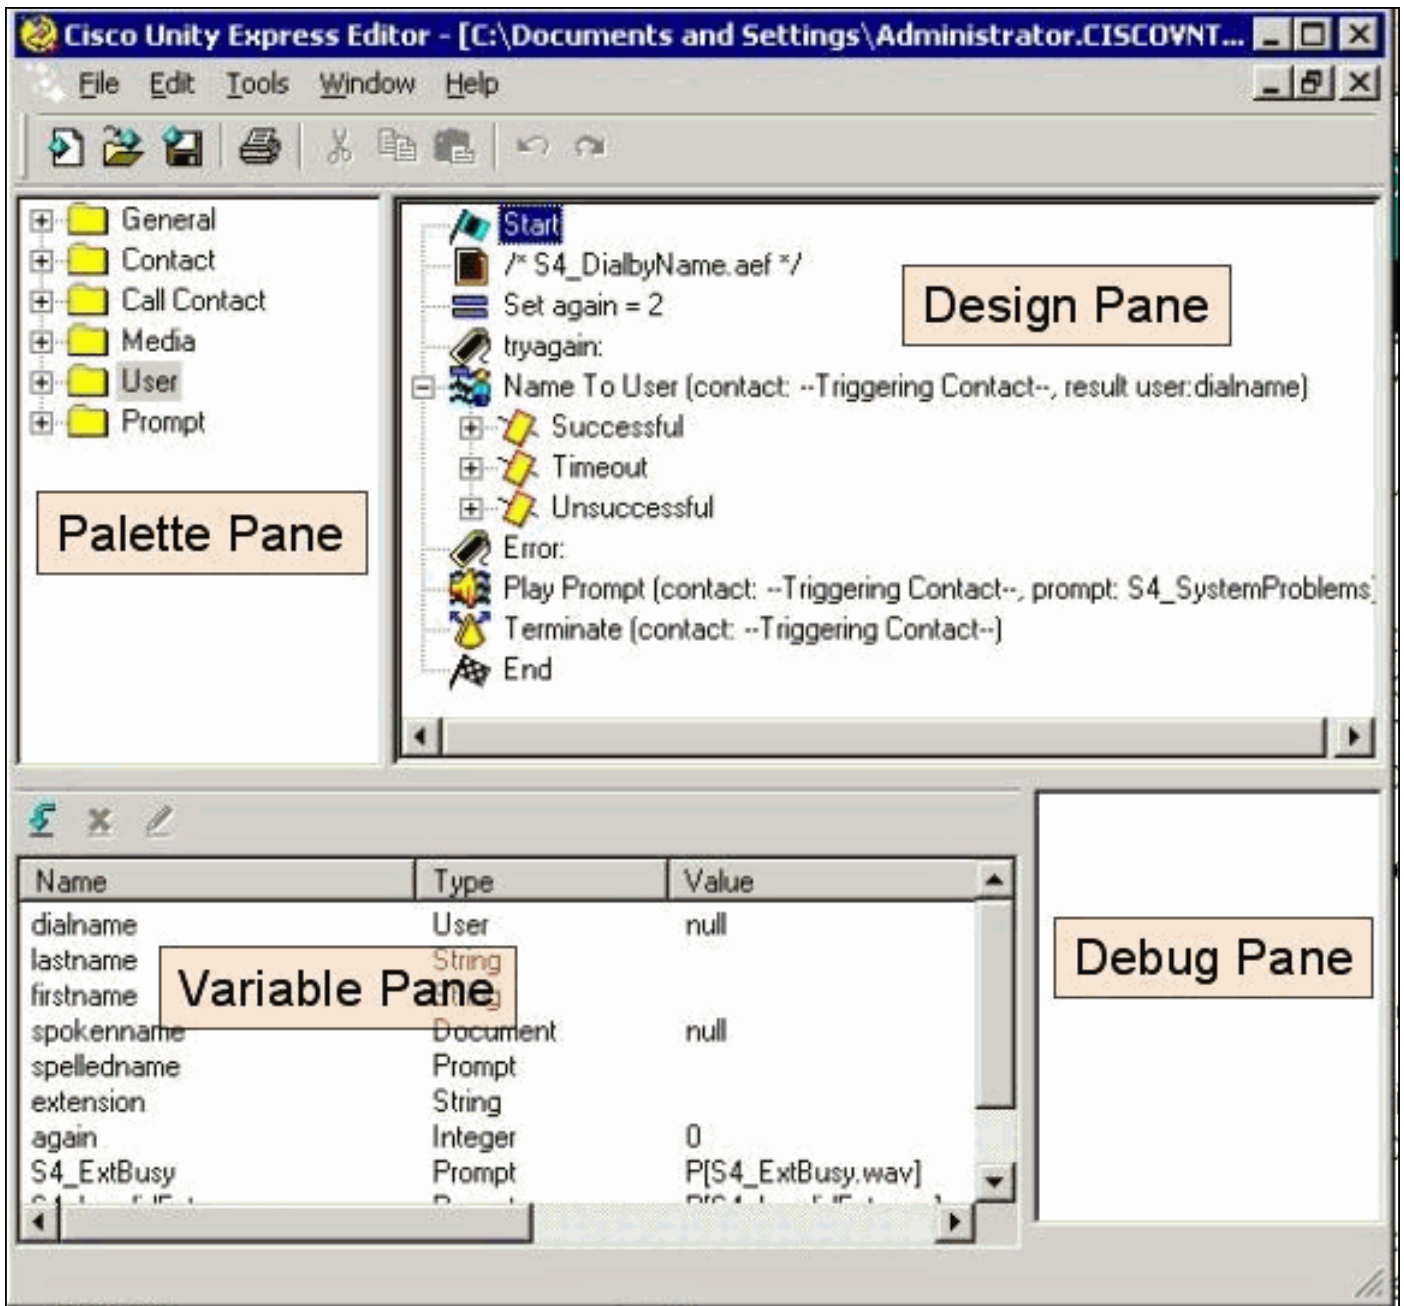 Cisco Unity Express Editor - [C:\Documents and Settings\Administrator.CISCOVNT...
File Edit Tools Window Help
General
Contact
Call Contact
Media
User
Prompt
Palette Pane
Start
/* S4_DialbyName.aef */
Set again = 2
tryagain:
Name To User (contact: --Triggering Contact--, result user:dialname)
Successful
Timeout
Unsuccessful
Error:
Play Prompt (contact: --Triggering Contact--, prompt: S4_SystemProblems)
Terminate (contact: --Triggering Contact--)
End
Design Pane
Name Type Value
dialname User null
lastname String
firstname String
spokenname Document null
spelledname Prompt
extension String
again Integer 0
S4_ExtBusy Prompt P[S4_ExtBusy.wav]
Variable Pane
Debug Pane